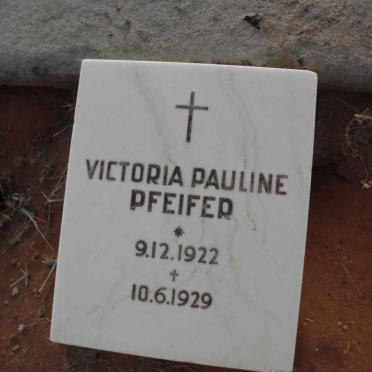 VICTORIA PAULINE
PFEIFER
* 9.12.1922
✝ 10.6.1929